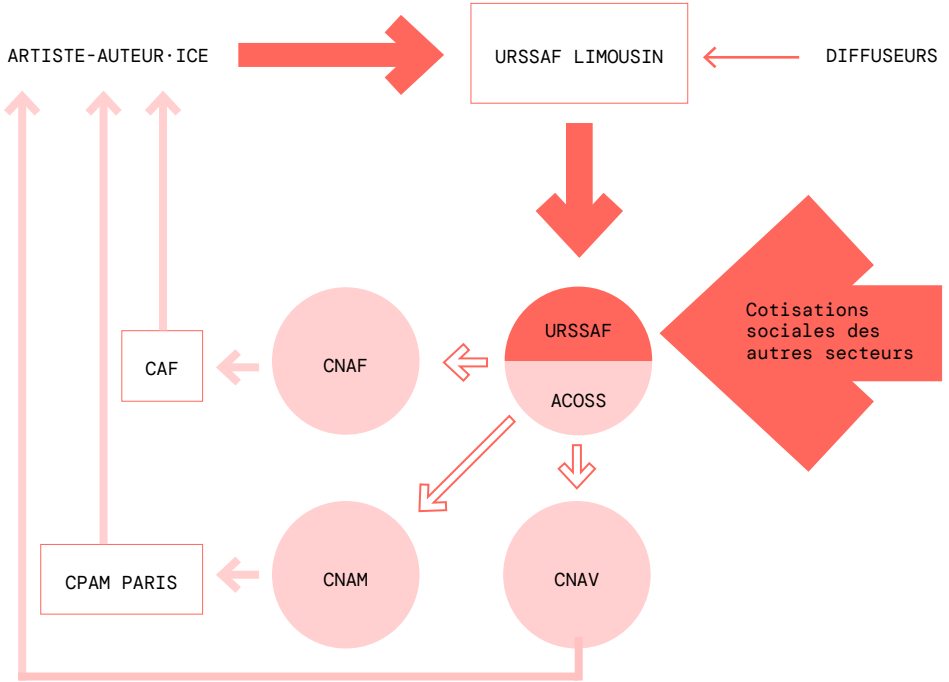 ARTISTE-AUTEUR·ICE
URSSAF LIMOUSIN
DIFFUSEURS
URSSAF
ACOSS
Cotisations
sociales des
autres secteurs
CAF
CNAF
CPAM PARIS
CNAM
CNAV